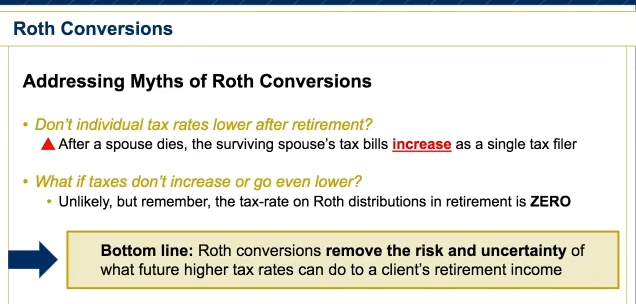 Roth Conversions
Addressing Myths of Roth Conversions
• Don't individual tax rates lower after retirement?
After a spouse dies, the surviving spouse's tax bills increase as a single tax filer
• What if taxes don't increase or go even lower?
• Unlikely, but remember, the tax-rate on Roth distributions in retirement is ZERO
Bottom line: Roth conversions remove the risk and uncertainty of
what future higher tax rates can do to a client's retirement income